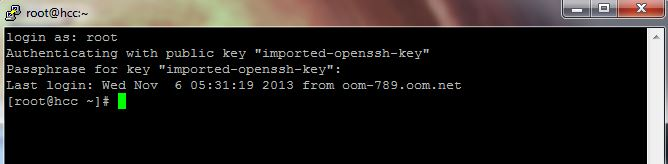 root@hcc:~
login as: root
Authenticating with public key "imported-openssh-key"
Passphrase for key "imported-openssh-key":
Last login: Wed Nov  6 05:31:19 2013 from oom-789.oom.net
[root@hcc ~]#